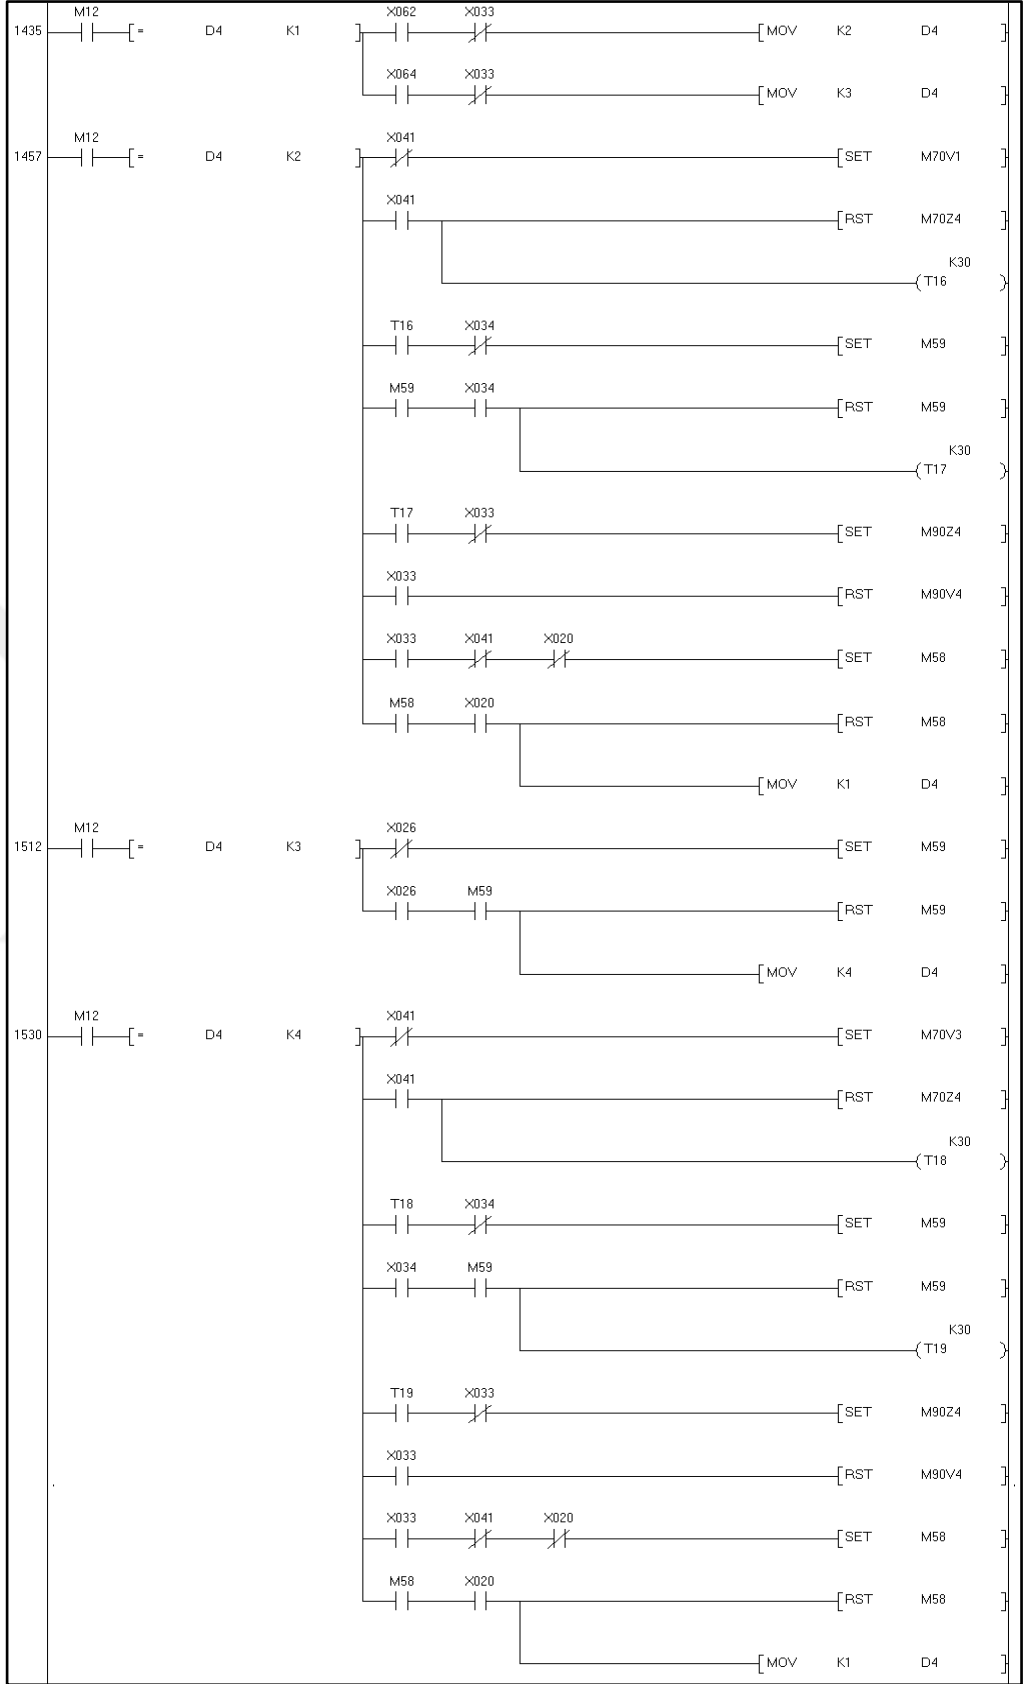 M12 X062 X033
1435 [ = D4 K1 ] [ MOV K2 D4 ]
X064 X033
[ MOV K3 D4 ]
M12 X041
1457 [ = D4 K2 ] [ SET M70V1 ]
X041
[ RST M70Z4 ]
K30
( T16 )
T16 X034
[ SET M59 ]
M59 X034
[ RST M59 ]
K30
( T17 )
T17 X033
[ SET M90Z4 ]
X033
[ RST M90V4 ]
X033 X041 X020
[ SET M58 ]
M58 X020
[ RST M58 ]
[ MOV K1 D4 ]
M12 X026
1512 [ = D4 K3 ] [ SET M59 ]
X026 M59
[ RST M59 ]
[ MOV K4 D4 ]
M12 X041
1530 [ = D4 K4 ] [ SET M70V3 ]
X041
[ RST M70Z4 ]
K30
( T18 )
T18 X034
[ SET M59 ]
X034 M59
[ RST M59 ]
K30
( T19 )
T19 X033
[ SET M90Z4 ]
X033
[ RST M90V4 ]
X033 X041 X020
[ SET M58 ]
M58 X020
[ RST M58 ]
[ MOV K1 D4 ]